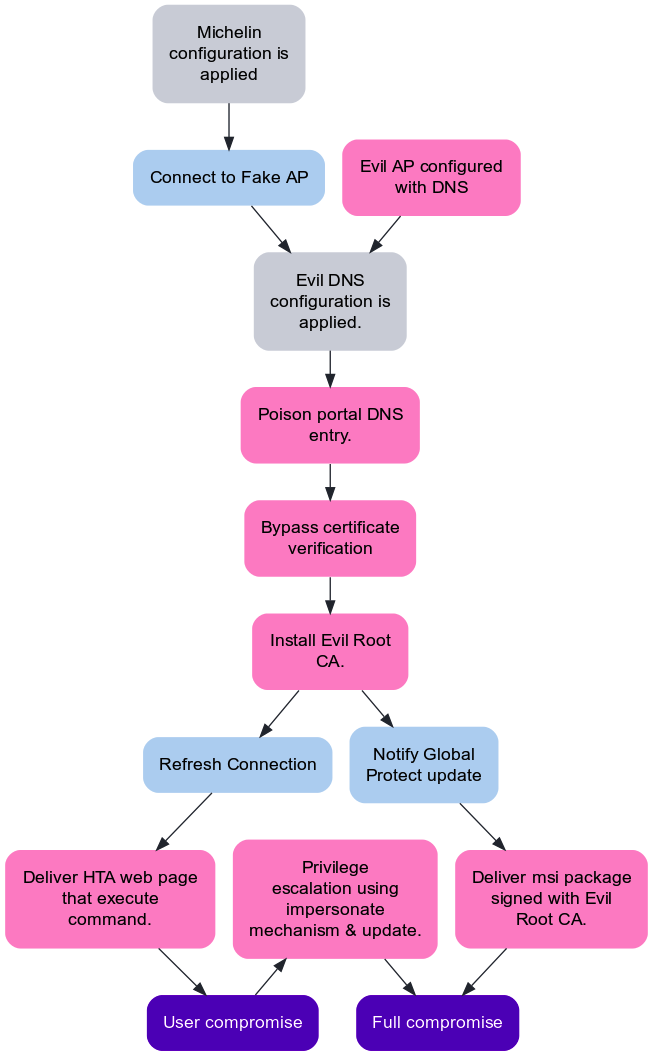 Michelin
configuration is
applied
Connect to Fake AP
Evil AP configured
with DNS
Evil DNS
configuration is
applied.
Poison portal DNS
entry.
Bypass certificate
verification
Install Evil Root
CA.
Refresh Connection
Notify Global
Protect update
Deliver HTA web page
that execute
command.
Privilege
escalation using
impersonate
mechanism & update.
Deliver msi package
signed with Evil
Root CA.
User compromise
Full compromise